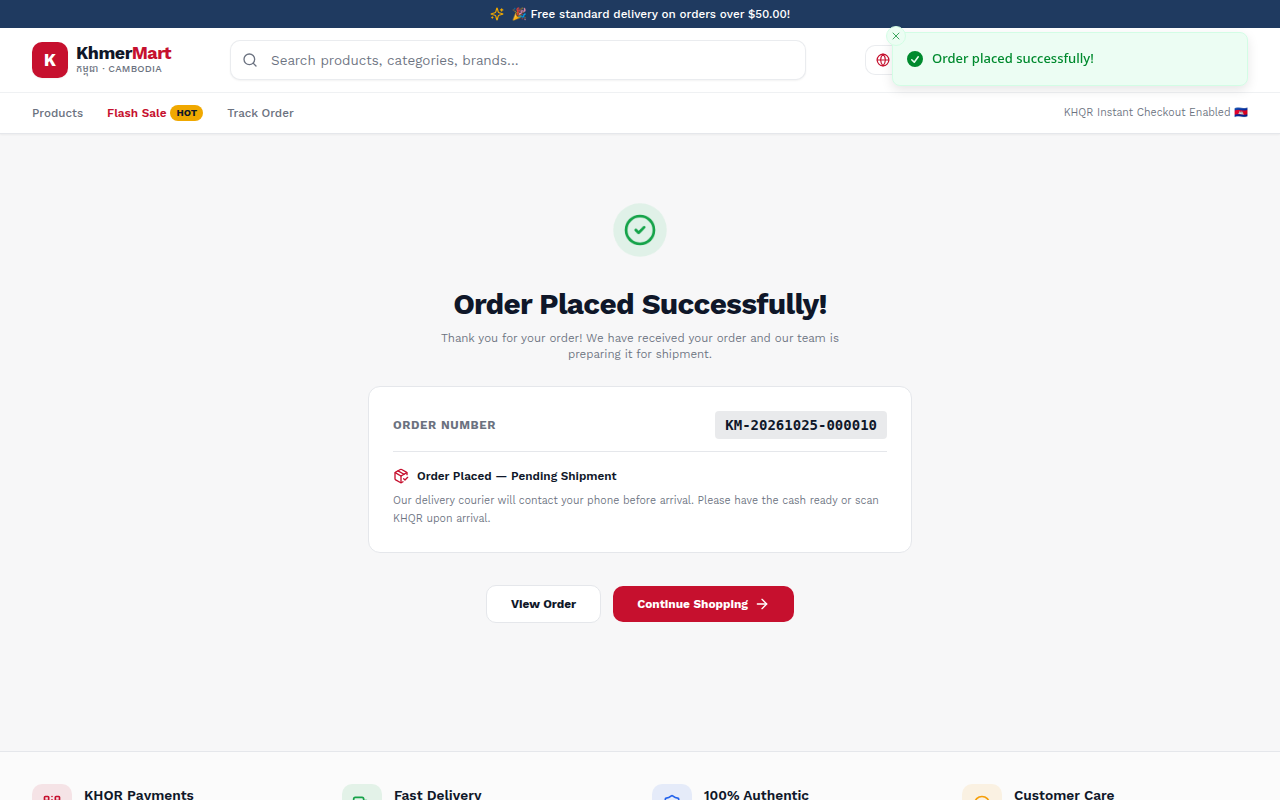 ✨ 🎉 Free standard delivery on orders over $50.00!
K
KhmerMart
កម្ពុជា · CAMBODIA
Search products, categories, brands...
Order placed successfully!
Products
Flash Sale HOT
Track Order
KHQR Instant Checkout Enabled 🇰🇭
Order Placed Successfully!
Thank you for your order! We have received your order and our team is
preparing it for shipment.
ORDER NUMBER
KM-20261025-000010
Order Placed — Pending Shipment
Our delivery courier will contact your phone before arrival. Please have the cash ready or scan
KHQR upon arrival.
View Order
Continue Shopping →
KHQR Payments
Fast Delivery
100% Authentic
Customer Care